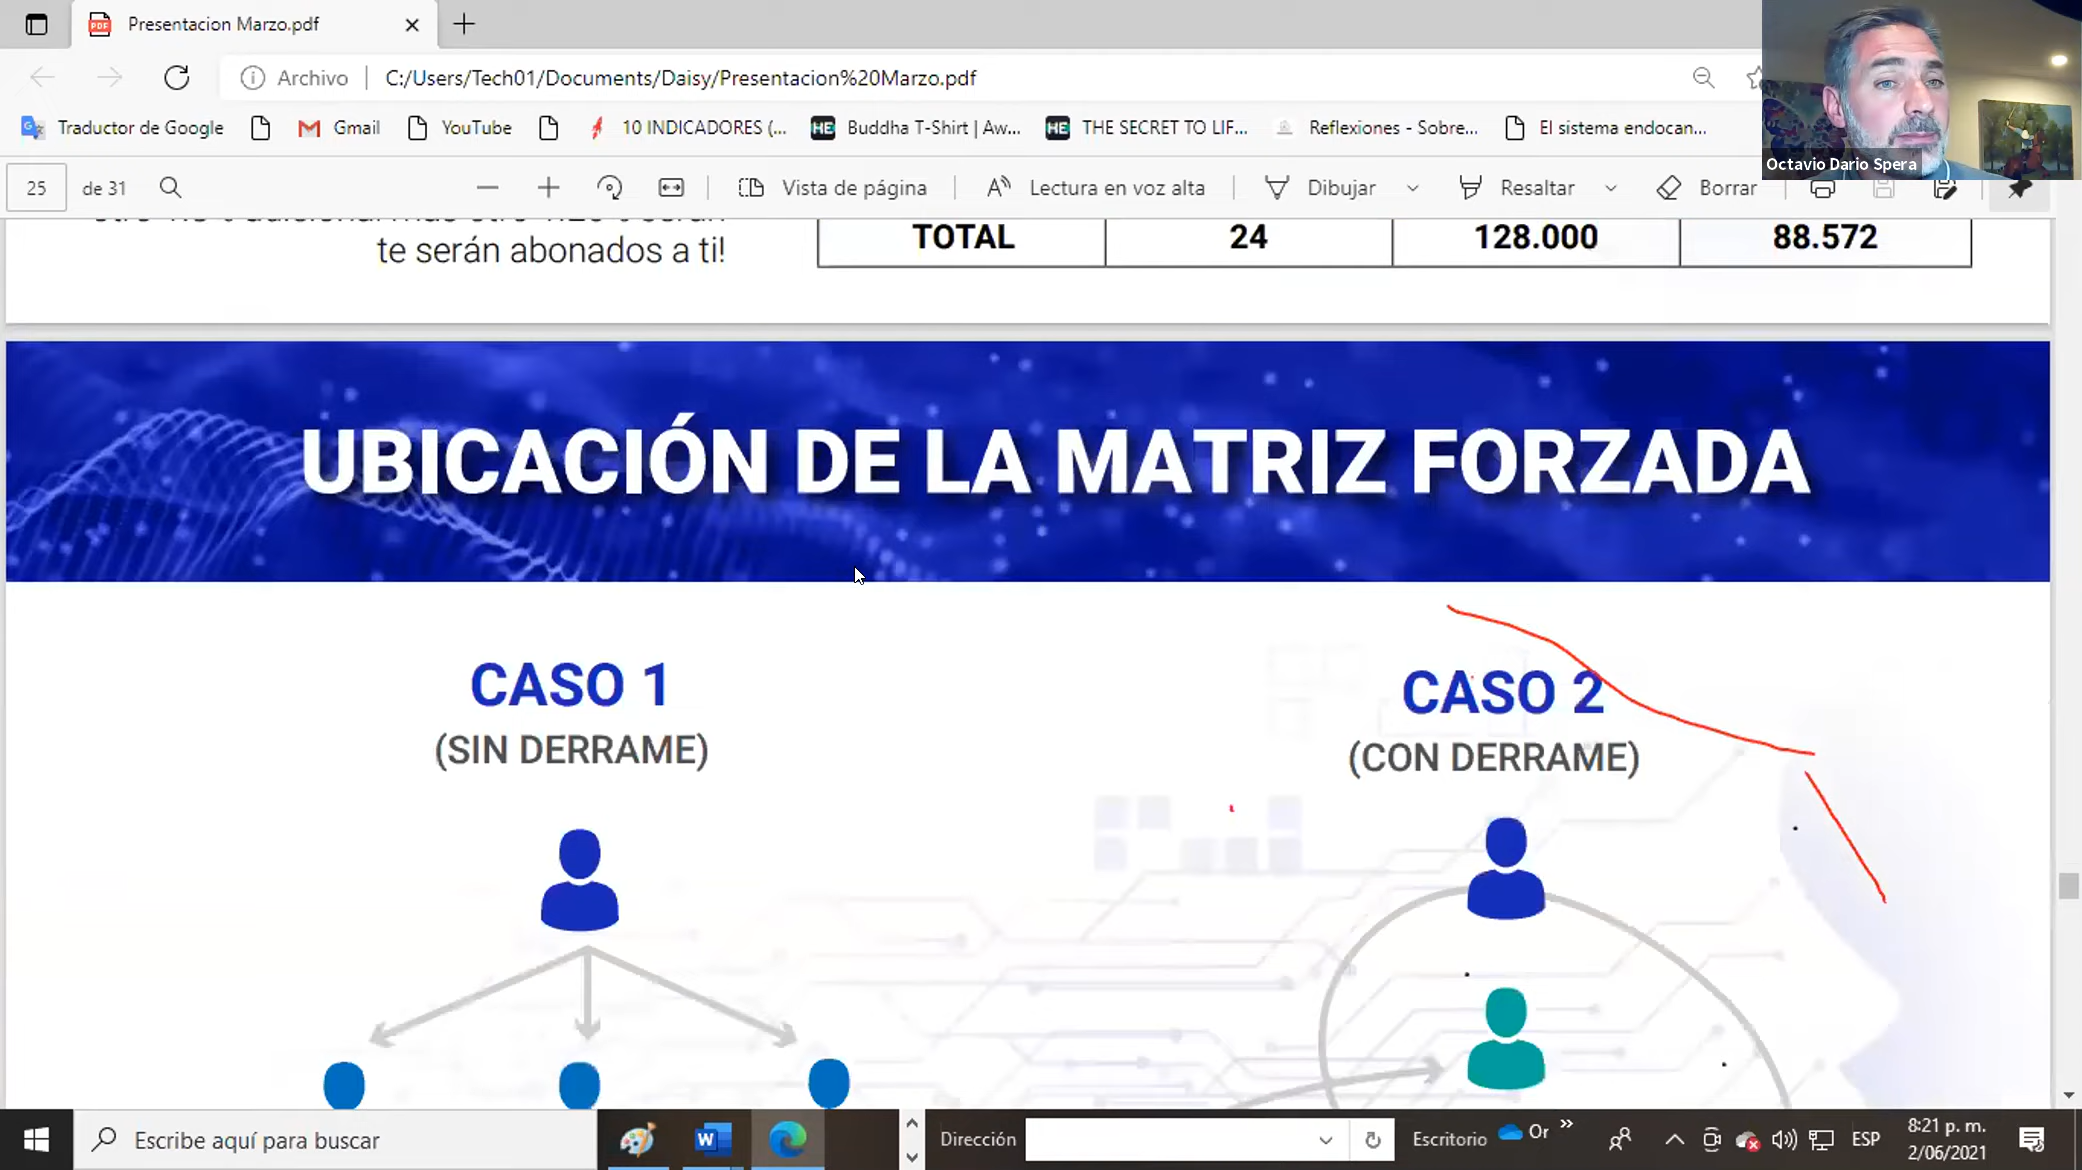 Presentacion Marzo.pdf
Archivo
C:/Users/Tech01/Documents/Daisy/Presentacion%20Marzo.pdf
Traductor de Google
Gmail
YouTube
10 INDICADORES (...
Buddha T-Shirt | Aw...
THE SECRET TO LIF...
Reflexiones - Sobre...
El sistema endocan...
Octavio Dario Spera
25
de 31
Vista de página
Lectura en voz alta
Dibujar
Resaltar
Borrar
te serán abonados a ti!
TOTAL
24
128.000
88.572
UBICACIÓN DE LA MATRIZ FORZADA
CASO 1
(SIN DERRAME)
CASO 2
(CON DERRAME)
Escribe aquí para buscar
Dirección
Escritorio
Or
ESP
8:21 p. m.
2/06/2021